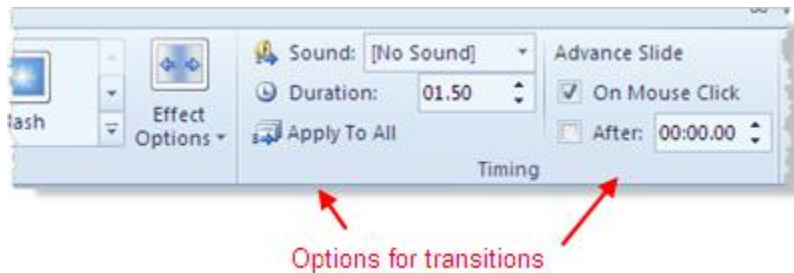 Sound: [No Sound]
Duration: 01.50
Apply To All
Effect
Options
Advance Slide
On Mouse Click
After: 00:00.00
Timing
Options for transitions